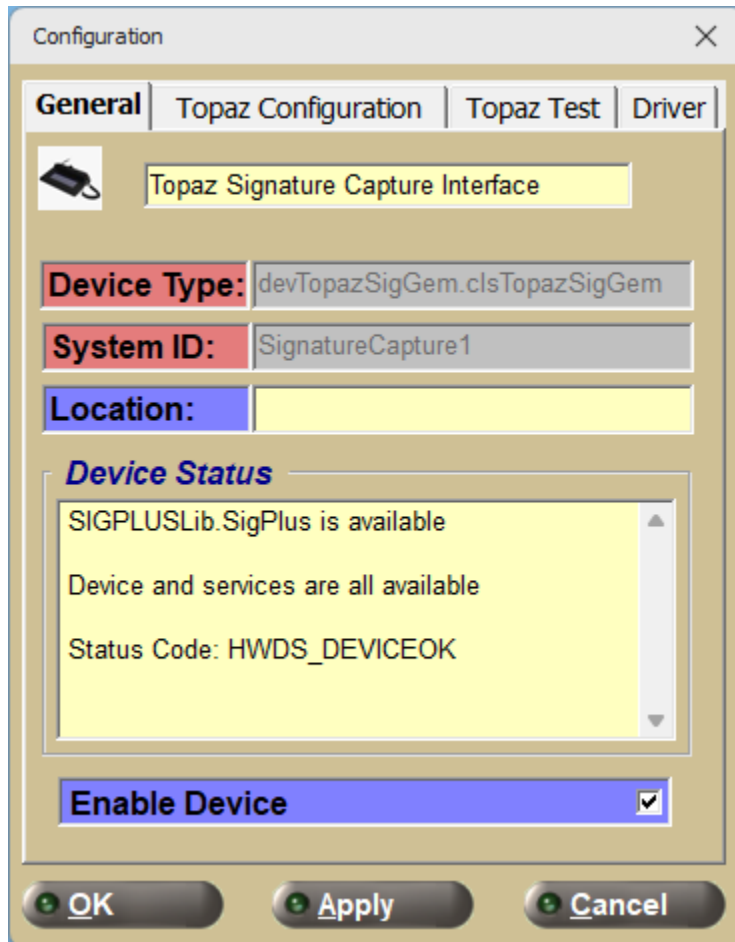 Configuration
General Topaz Configuration Topaz Test Driver
Topaz Signature Capture Interface
Device Type: devTopazSigGem.clsTopazSigGem
System ID: SignatureCapture1
Location:
Device Status
SIGPLUSLib.SigPlus is available
Device and services are all available
Status Code: HWDS_DEVICEOK
Enable Device
OK Apply Cancel